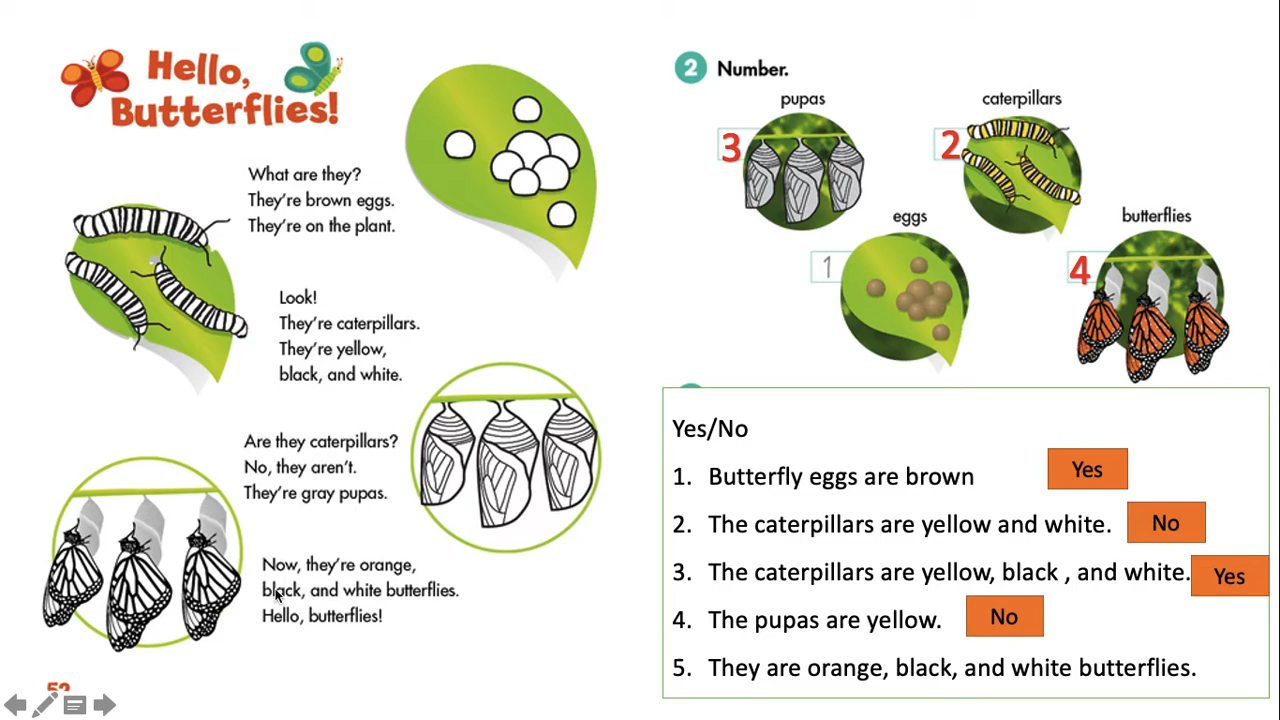 Hello,
Butterflies!
What are they?
They're brown eggs.
They're on the plant.
Look!
They're caterpillars.
They're yellow,
black, and white.
Are they caterpillars?
No, they aren't.
They're gray pupas.
Now, they're orange,
black, and white butterflies.
Hello, butterflies!
2 Number.
pupas
3
caterpillars
2
eggs
1
butterflies
4
Yes/No
1. Butterfly eggs are brown Yes
2. The caterpillars are yellow and white. No
3. The caterpillars are yellow, black , and white. Yes
4. The pupas are yellow. No
5. They are orange, black, and white butterflies.